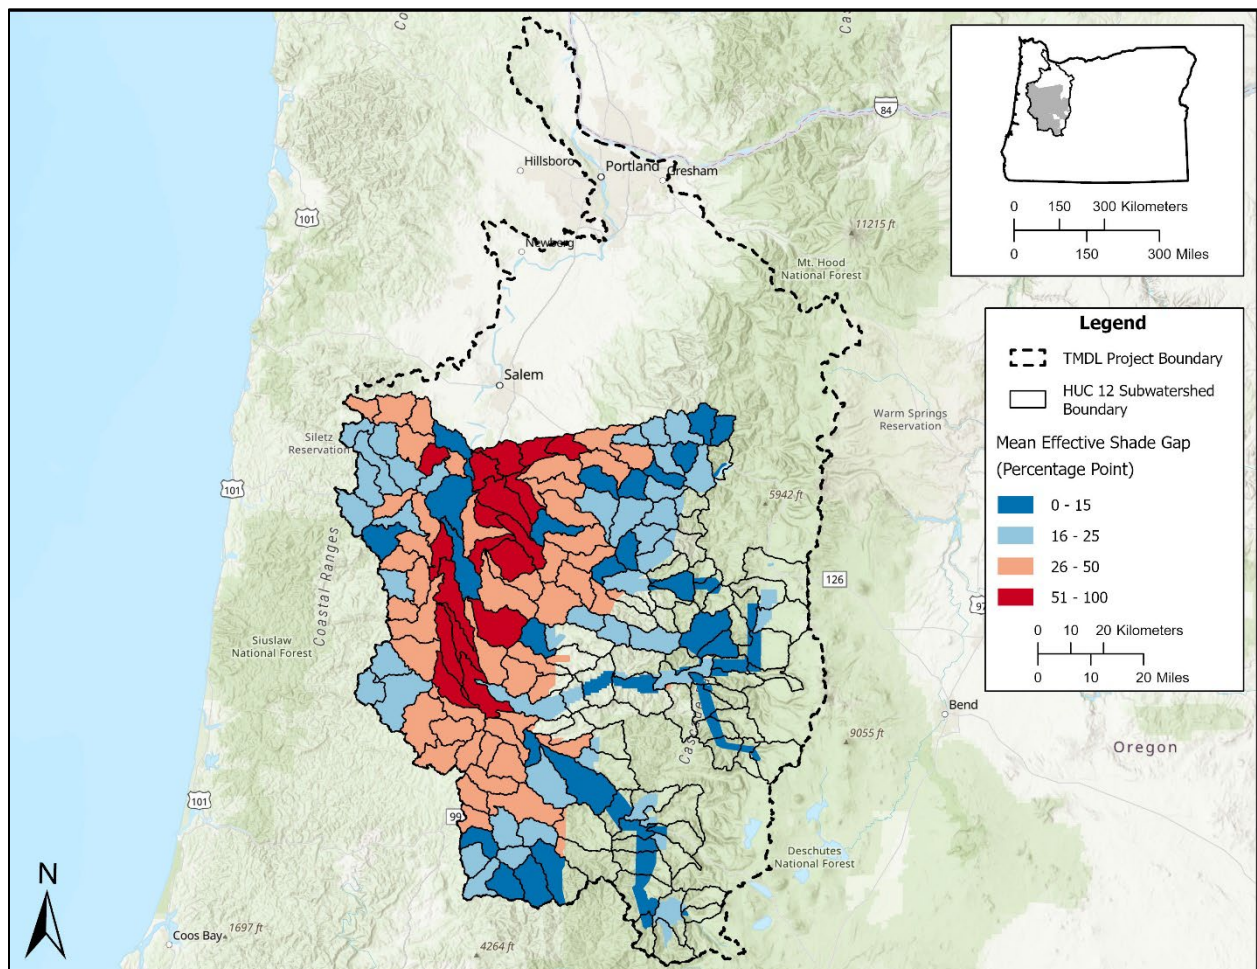 Co
Cas
84
Hillsboro
Portland
Gresham
101
Newberg
11215 ft
Mt. Hood
National Forest
0 150 300 Kilometers
0 150 300 Miles
Legend
TMDL Project Boundary
HUC 12 Subwatershed
Boundary
Mean Effective Shade Gap
(Percentage Point)
0 - 15
16 - 25
26 - 50
51 - 100
0 10 20 Kilometers
0 10 20 Miles
Salem
Warm Springs
Reservation
Siletz
Reservation
101
5942 ft
Coastal Ranges
126
97
Siuslaw
National Forest
Bend
Oregon
9055 ft
Cascade
101
99
Deschutes
National Forest
N
Coos Bay
1697 ft
4264 ft